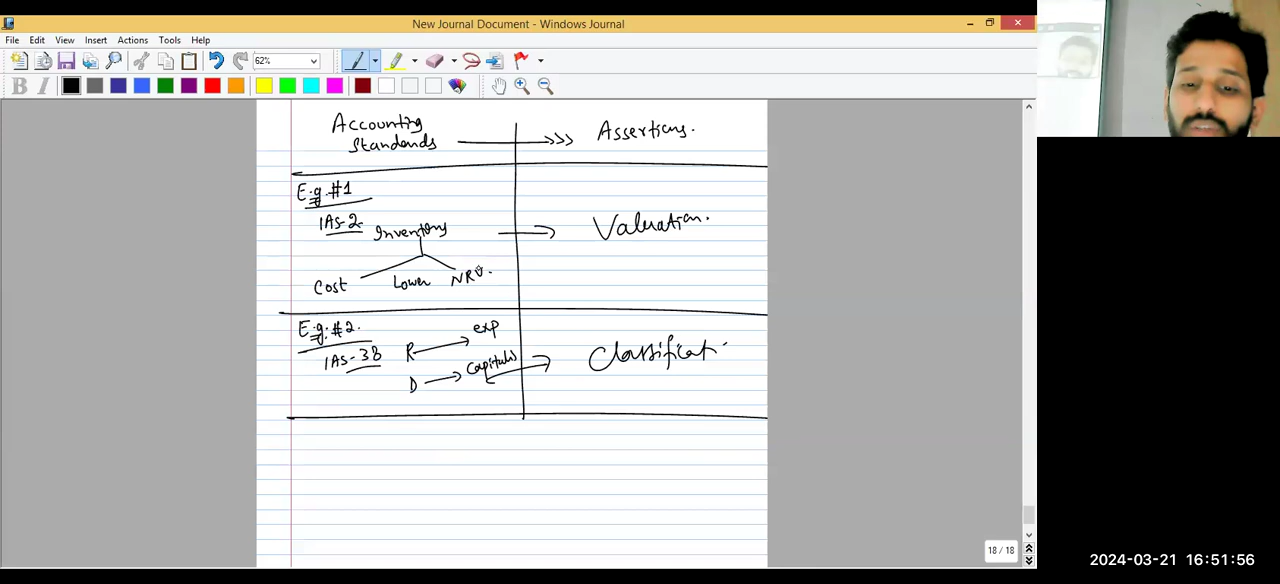 New Journal Document - Windows Journal
File Edit View Insert Actions Tools Help
62%
B I
Accounting Standards Assertions.
E.g. #1
IAS-2 Inventory Valuation.
Cost Lower NRV.
E.g. #2.
IAS-38 R exp
D Capitalis Classificat.
18 / 18
2024-03-21 16:51:56